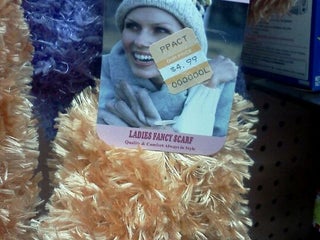 PPACT
$4.99
000000L
LADIES FANCY SCARF
Quality & Comfort Always in Style